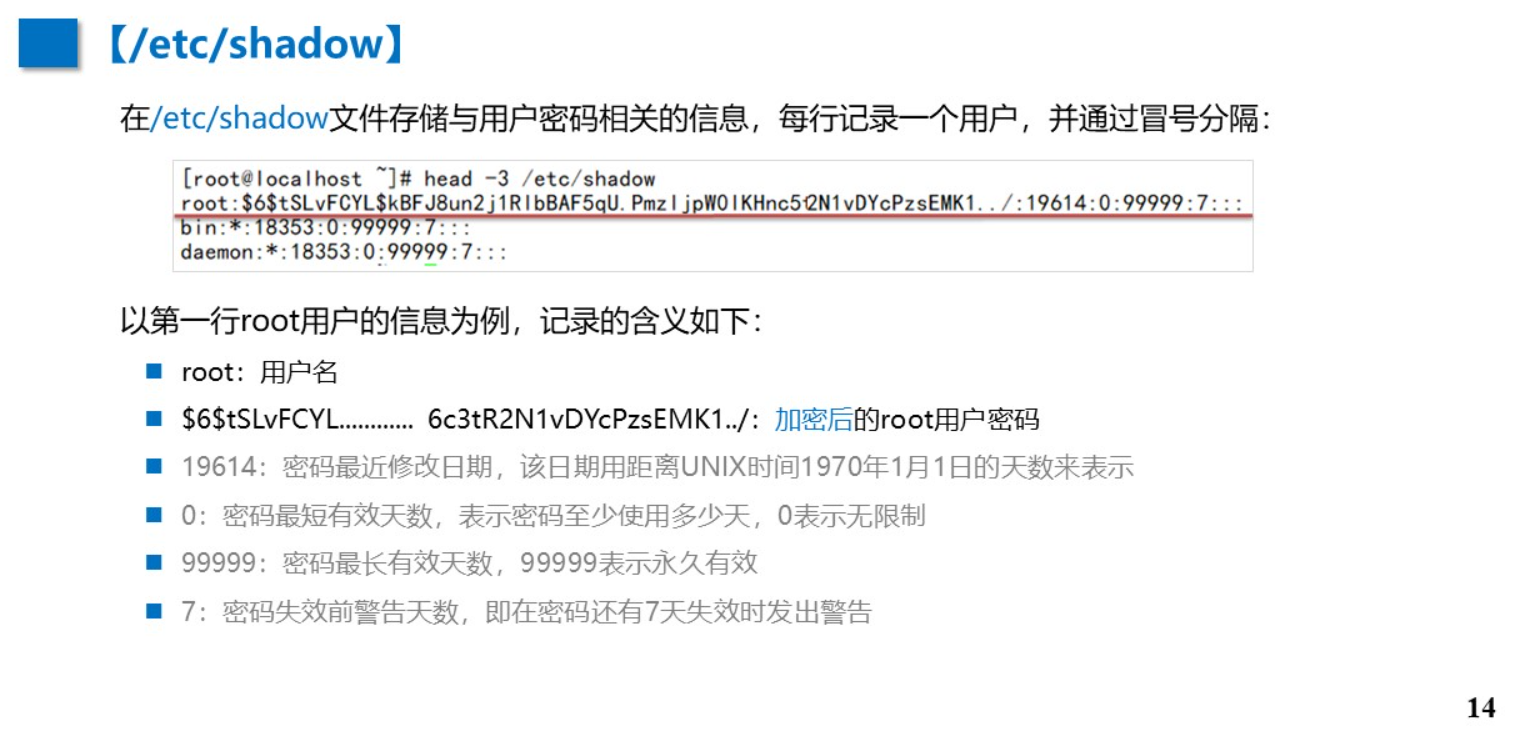 【/etc/shadow】
在/etc/shadow文件存储与用户密码相关的信息，每行记录一个用户，并通过冒号分隔：
[root@localhost ~]# head -3 /etc/shadow
root:$6$tSLvFCYL$kBFJ8un2j1RlbBAF5qU.PmzljpW0lKHnc5t2N1vDYcPzsEMK1../:19614:0:99999:7:::
bin:*:18353:0:99999:7:::
daemon:*:18353:0:99999:7:::
以第一行root用户的信息为例，记录的含义如下：
root：用户名
$6$tSLvFCYL............ 6c3tR2N1vDYcPzsEMK1../：加密后的root用户密码
19614：密码最近修改日期，该日期用距离UNIX时间1970年1月1日的天数来表示
0：密码最短有效天数，表示密码至少使用多少天，0表示无限制
99999：密码最长有效天数，99999表示永久有效
7：密码失效前警告天数，即在密码还有7天失效时发出警告
14